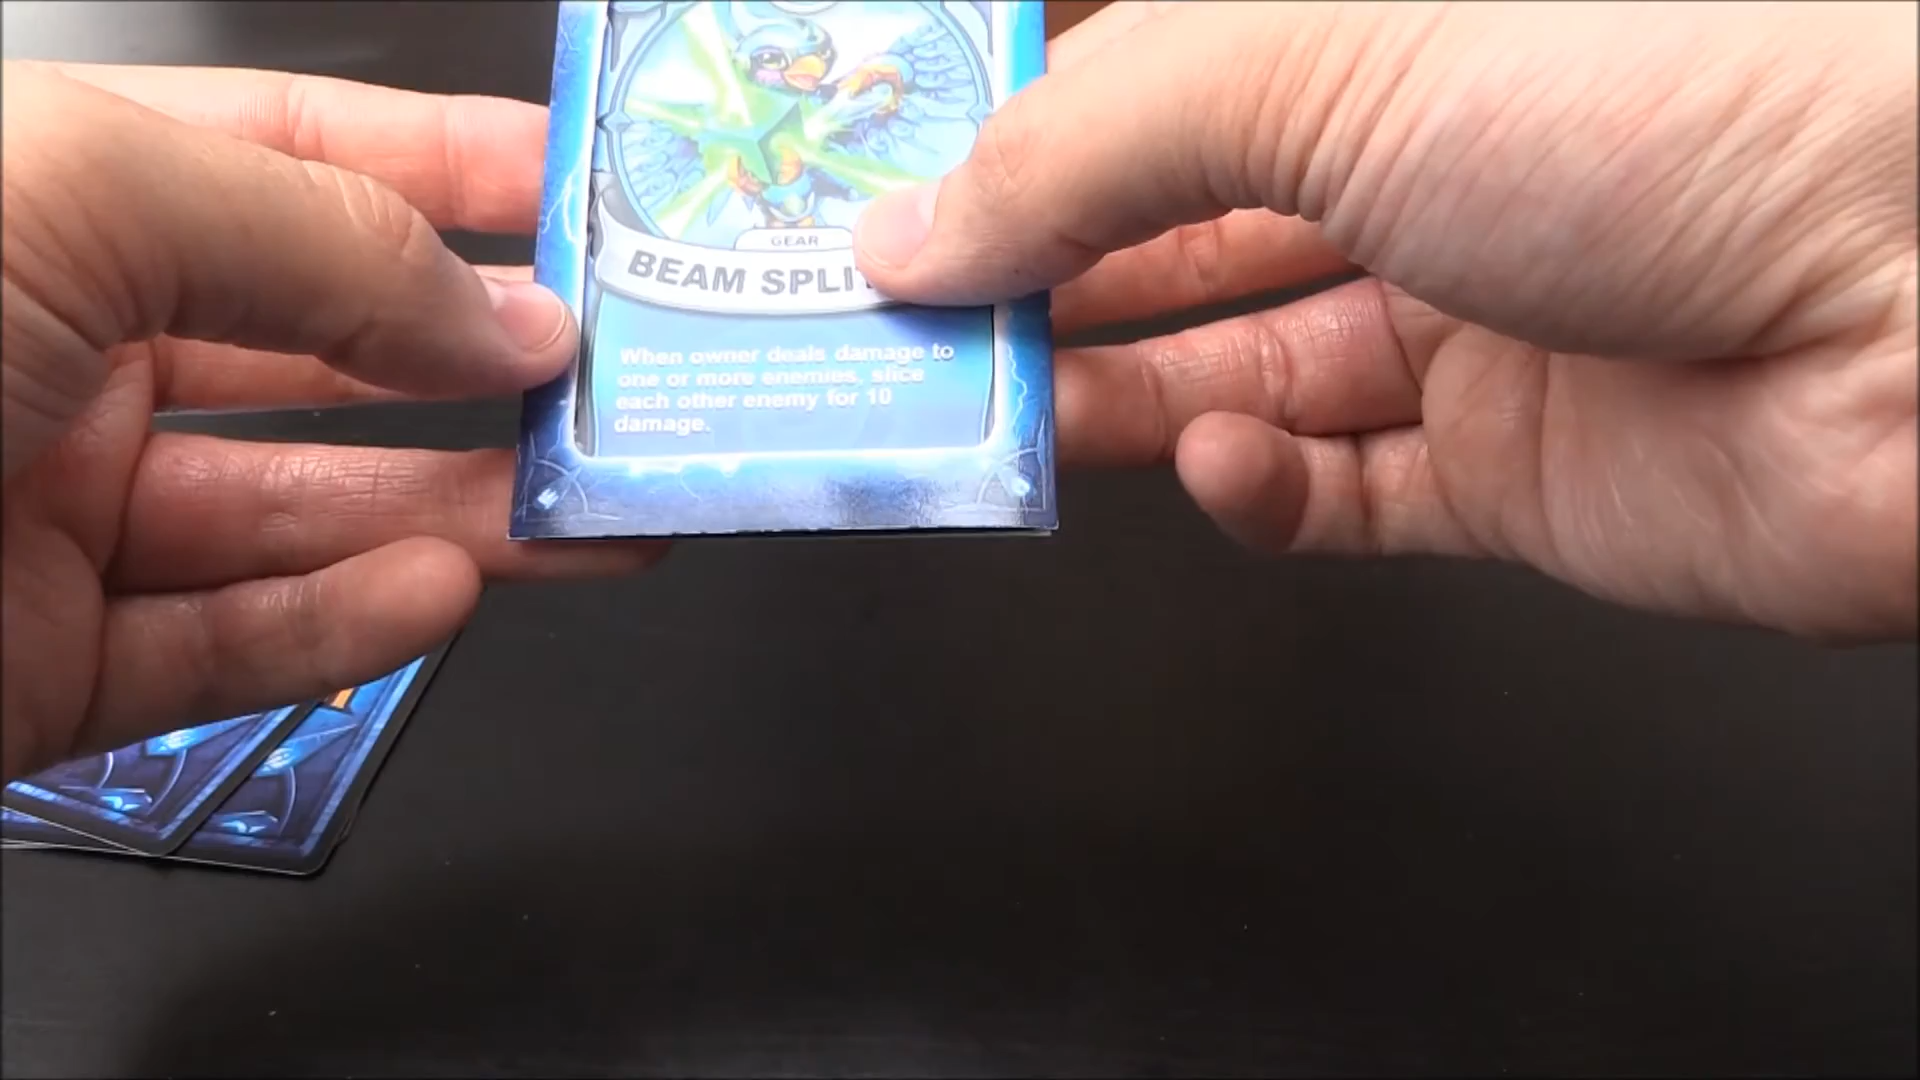 GEAR
BEAM SPLIT
When owner deals damage to
one or more enemies, slice
each other enemy for 10
damage.